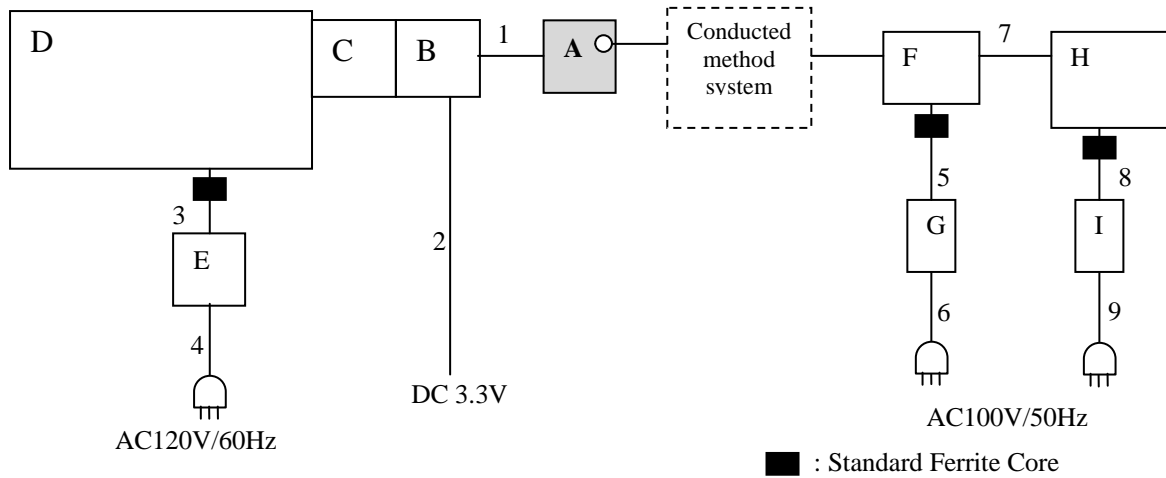 D
C
B
1
A
Conducted
method
system
F
7
H
3
E
2
5
G
8
I
4
6
9
DC 3.3V
AC120V/60Hz
AC100V/50Hz
: Standard Ferrite Core